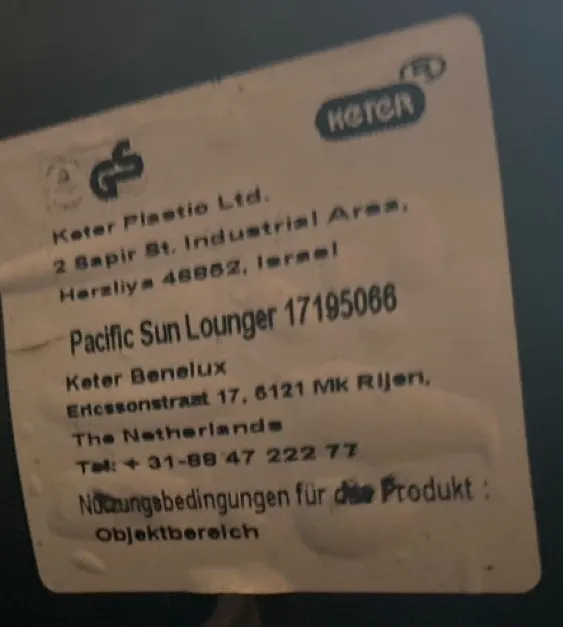 KETER
R
GS
Keter Plastic Ltd.
2 Sapir St. Industrial Area,
Herzliya 46852, Israel
Pacific Sun Lounger 17195066
Keter Benelux
Ericssonstraat 17, 5121 Mk Rijen,
The Netherlands
Tel: + 31-88 47 222 77
Nutzungsbedingungen für das Produkt :
Objektbereich